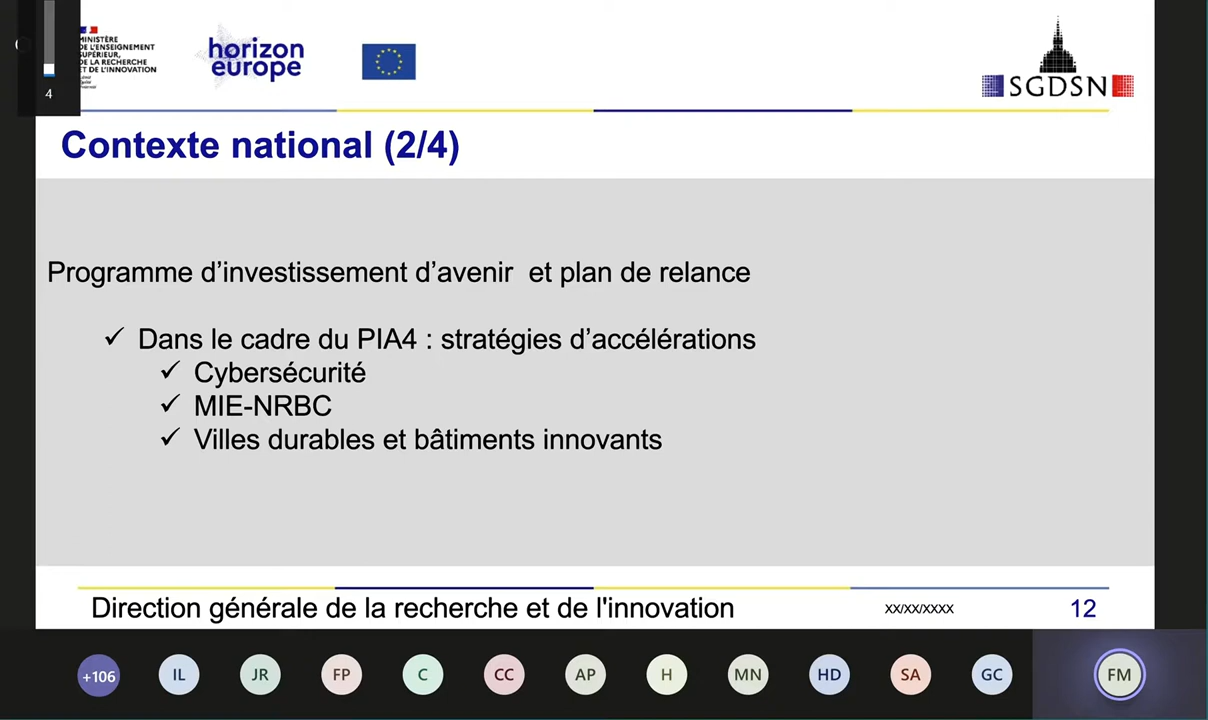 MINISTÈRE
DE L'ENSEIGNEMENT
SUPÉRIEUR,
DE LA RECHERCHE
ET DE L'INNOVATION
horizon
europe
SGDSN
4
Contexte national (2/4)
Programme d’investissement d’avenir et plan de relance
✓ Dans le cadre du PIA4 : stratégies d’accélérations
✓ Cybersécurité
✓ MIE-NRBC
✓ Villes durables et bâtiments innovants
Direction générale de la recherche et de l'innovation xx/xx/xxxx 12
+106 IL JR FP C CC AP H MN HD SA GC FM